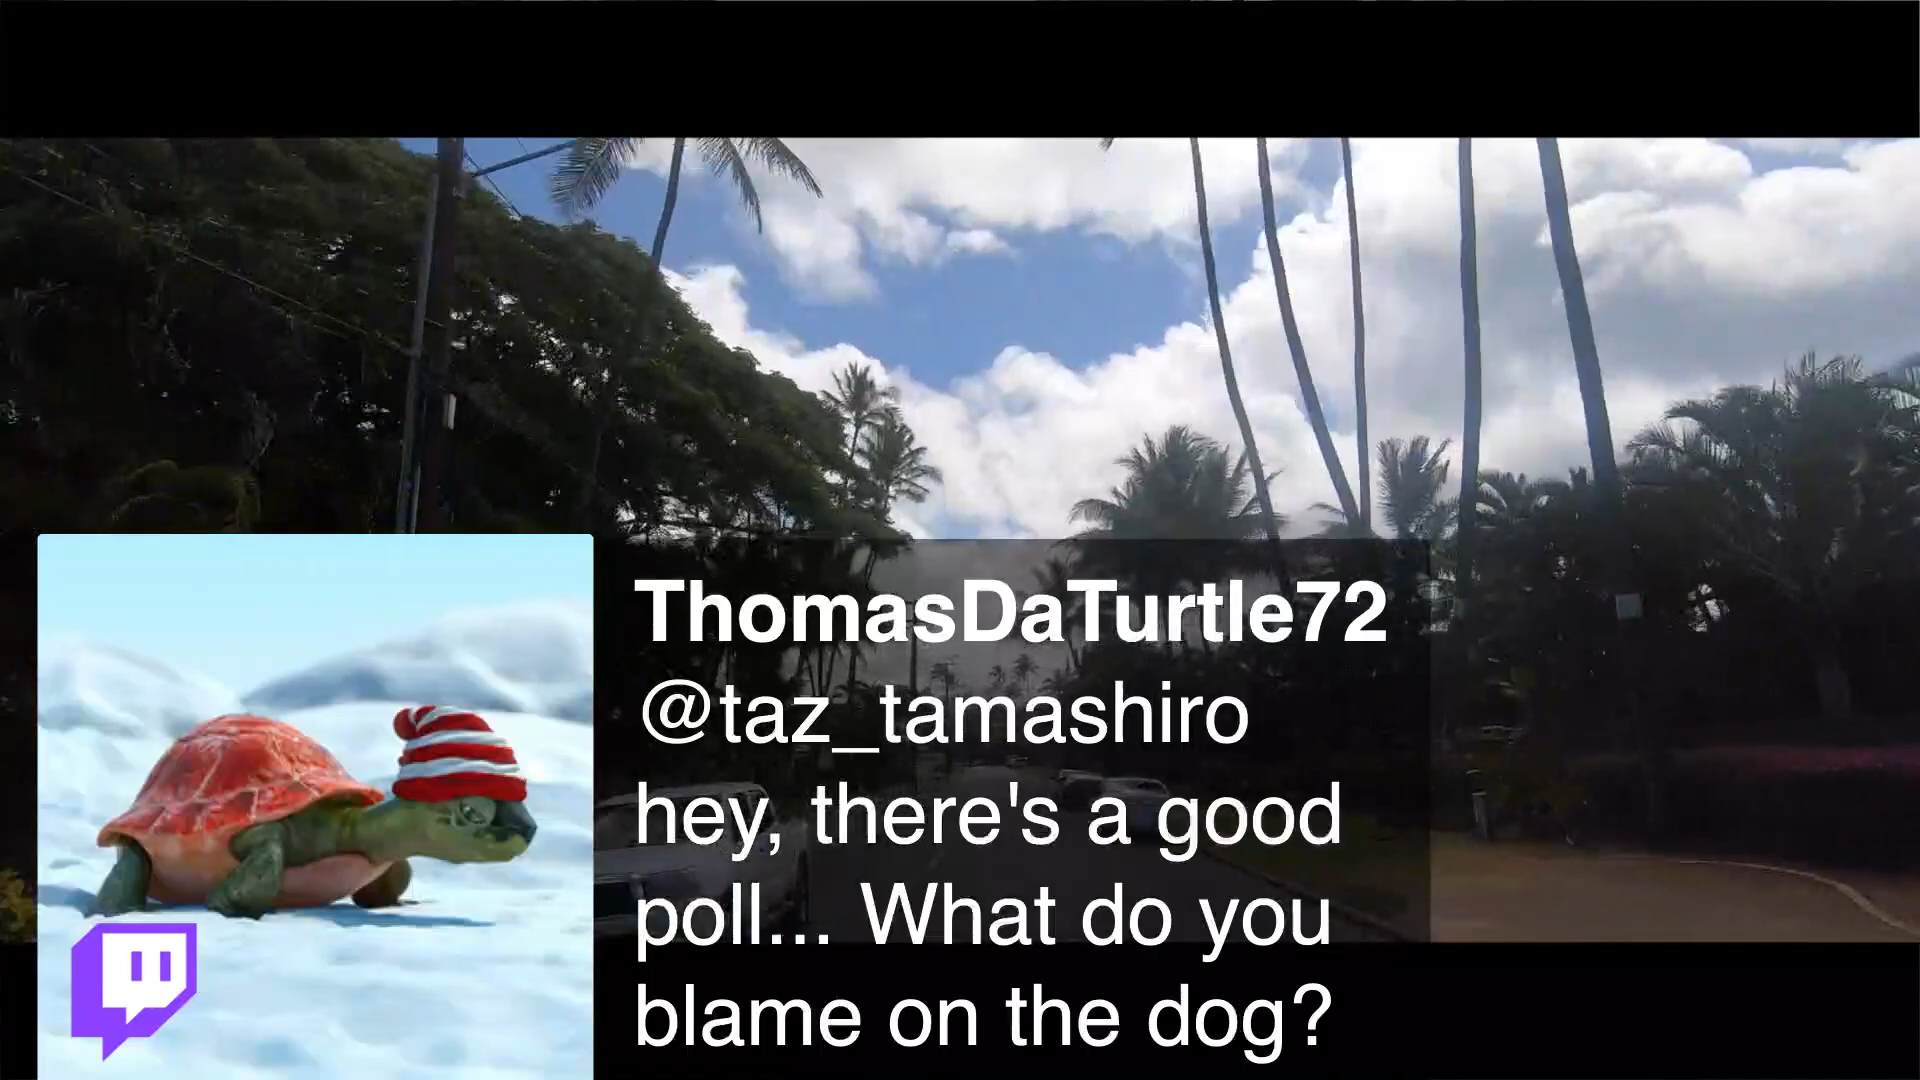 ThomasDaTurtle72
@taz_tamashiro
hey, there's a good
poll... What do you
blame on the dog?